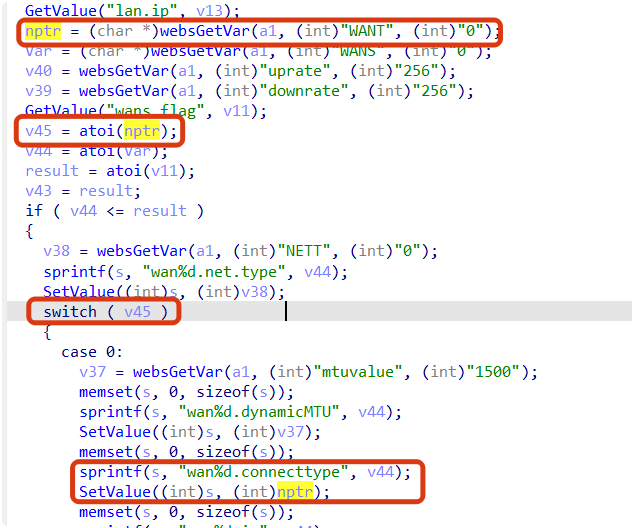 GetValue("lan.ip", v13);
nptr = (char *)websGetVar(a1, (int)"WANT", (int)"0");
Var = (char *)websGetVar(a1, (int)"WANS", (int)"0");
v40 = websGetVar(a1, (int)"uprate", (int)"256");
v39 = websGetVar(a1, (int)"downrate", (int)"256");
GetValue("wans.flag", v11);
v45 = atoi(nptr);
v44 = atoi(Var);
result = atoi(v11);
v43 = result;
if ( v44 <= result )
{
v38 = websGetVar(a1, (int)"NETT", (int)"0");
sprintf(s, "wan%d.net.type", v44);
SetValue((int)s, (int)v38);
switch ( v45 )
{
case 0:
v37 = websGetVar(a1, (int)"mtuvalue", (int)"1500");
memset(s, 0, sizeof(s));
sprintf(s, "wan%d.dynamicMTU", v44);
SetValue((int)s, (int)v37);
memset(s, 0, sizeof(s));
sprintf(s, "wan%d.connecttype", v44);
SetValue((int)s, (int)nptr);
memset(s, 0, sizeof(s));